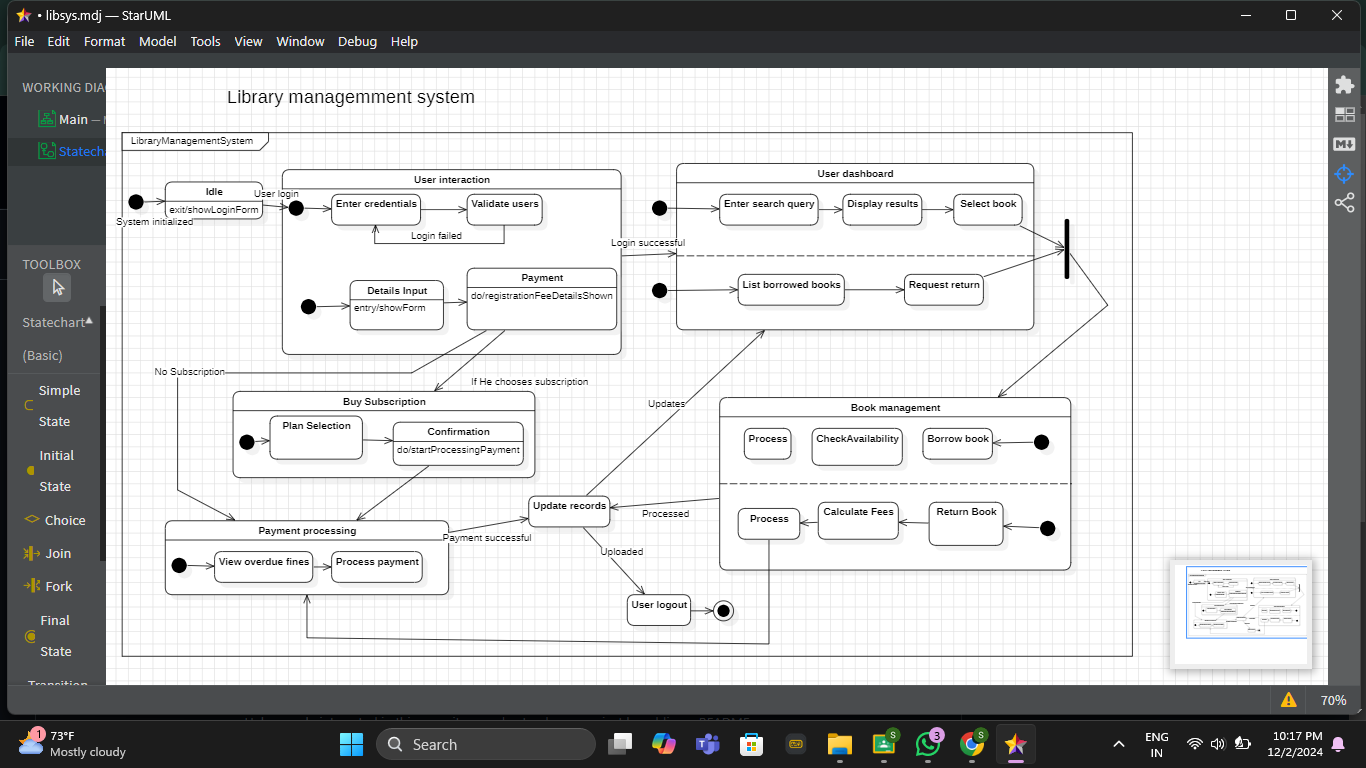 • libsys.mdj — StarUML
File Edit Format Model Tools View Window Debug Help
WORKING DIA
Main —
Statech
TOOLBOX
Statechart
(Basic)
Simple
State
Initial
State
Choice
Join
Fork
Final
State
Transition
Library managemment system
LibraryManagementSystem
Idle
exit/showLoginForm
System initialized
User login
User interaction
Enter credentials
Validate users
Login failed
Details Input
entry/showForm
Payment
do/registrationFeeDetailsShown
Login successful
User dashboard
Enter search query
Display results
Select book
List borrowed books
Request return
No Subscription
If He chooses subscription
Buy Subscription
Plan Selection
Confirmation
do/startProcessingPayment
Updates
Book management
Process
CheckAvailability
Borrow book
Process
Calculate Fees
Return Book
Update records
Processed
Payment processing
View overdue fines
Process payment
Payment successful
Uploaded
User logout
70%
1
73°F
Mostly cloudy
Search
S
3
S
ENG
IN
10:17 PM
12/2/2024